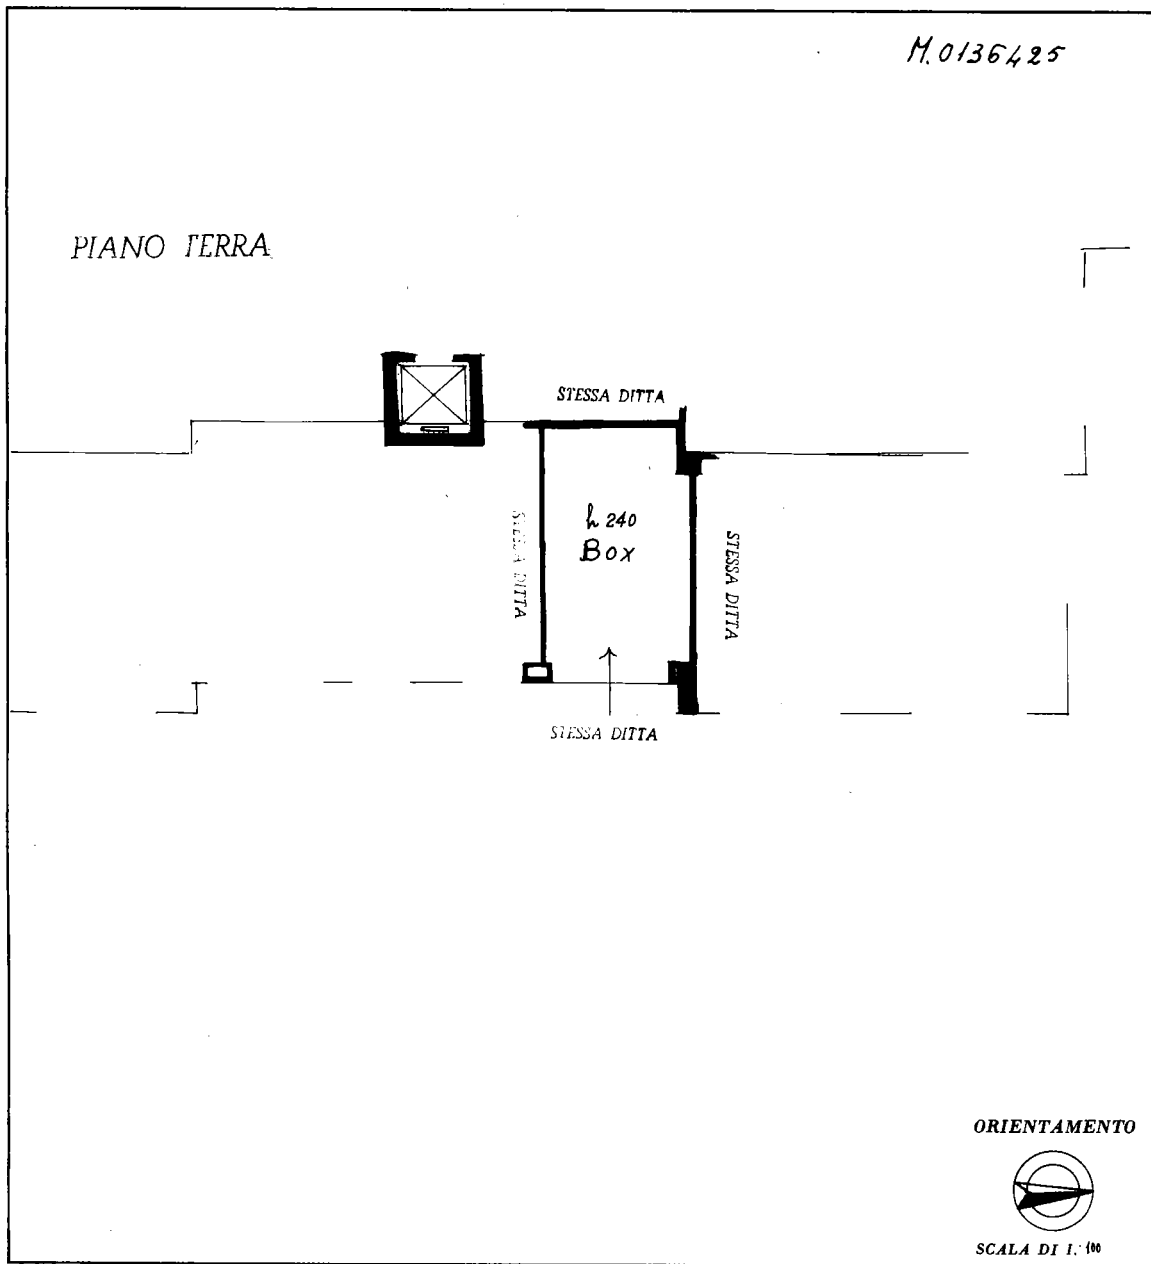 M.0136425
PIANO TERRA
STESSA DITTA
h 240
Box
STESSA DITTA
STESSA DITTA
STESSA DITTA
ORIENTAMENTO
SCALA DI 1:100